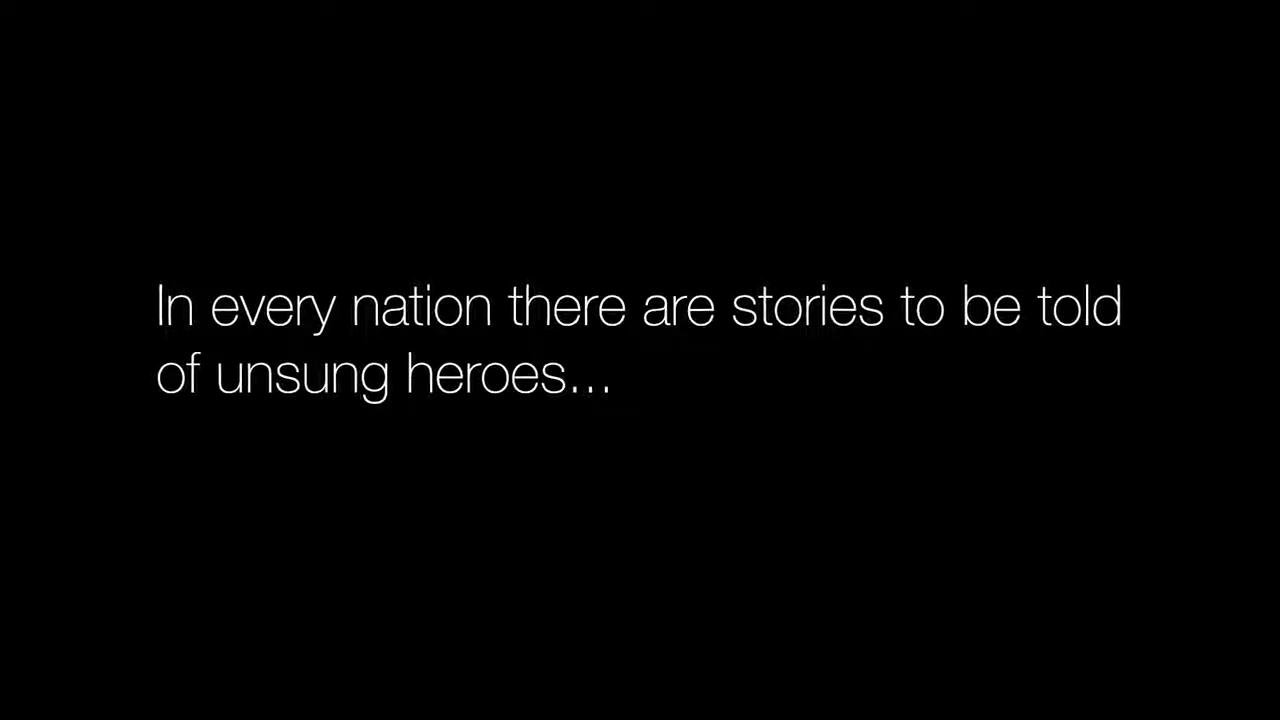 In every nation there are stories to be told
of unsung heroes...